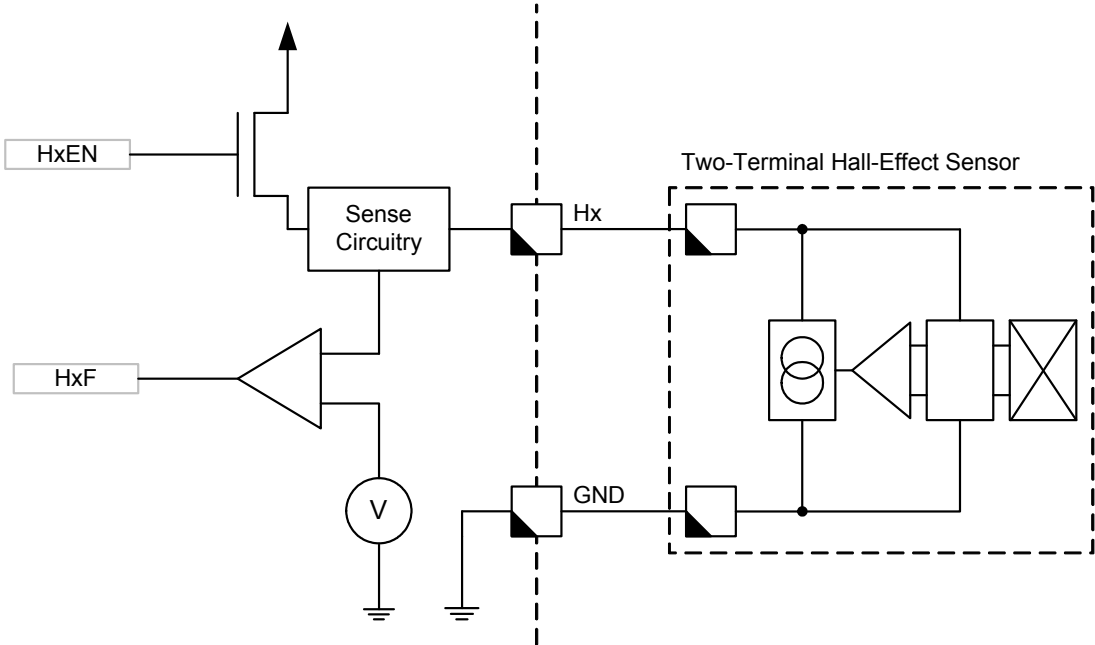 HxEN
Two-Terminal Hall-Effect Sensor
Sense
Circuitry
Hx
HxF
GND
V